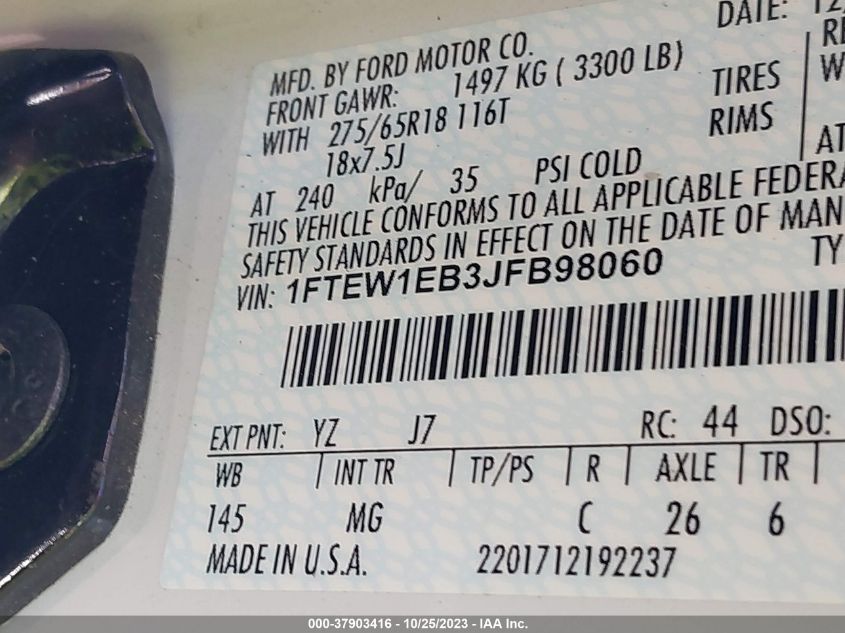 DATE: 12
MFD. BY FORD MOTOR CO.
FRONT GAWR: 1497 KG ( 3300 LB)
WITH 275/65R18 116T TIRES
18x7.5J RIMS
AT 240 kPa/ 35 PSI COLD AT
THIS VEHICLE CONFORMS TO ALL APPLICABLE FEDERA
SAFETY STANDARDS IN EFFECT ON THE DATE OF MAN
VIN: 1FTEW1EB3JFB98060 TY
EXT PNT: YZ J7 RC: 44 DSO:
WB | INT TR | TP/PS | R | AXLE | TR |
145 MG C 26 6
MADE IN U.S.A. 2201712192237
000-37903416 - 10/25/2023 - IAA Inc.